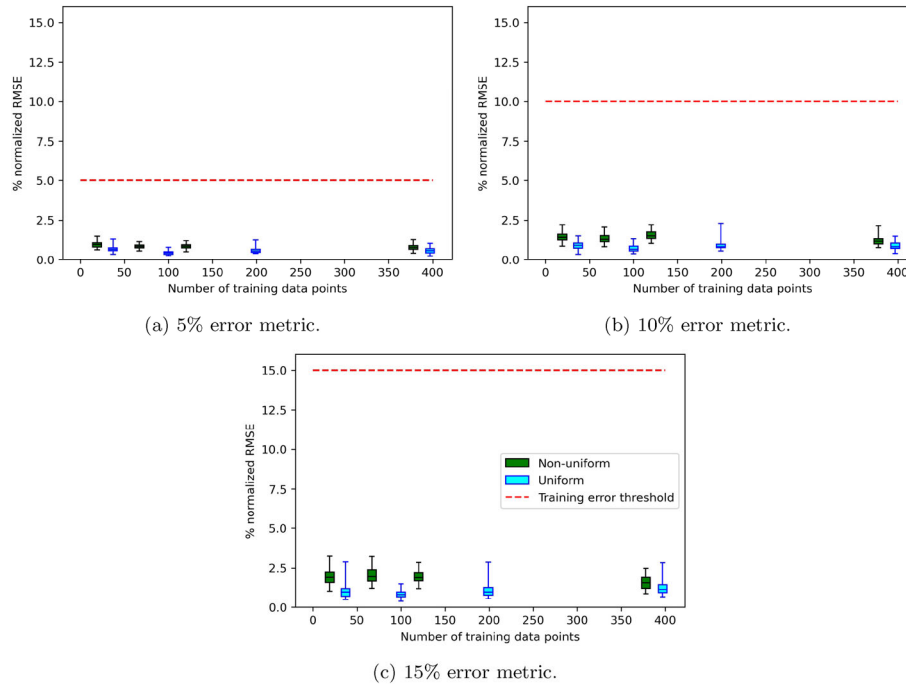 15.0
12.5
10.0
7.5
5.0
2.5
0.0
% normalized RMSE
0 50 100 150 200 250 300 350 400
Number of training data points
(a) 5% error metric.
15.0
12.5
10.0
7.5
5.0
2.5
0.0
% normalized RMSE
0 50 100 150 200 250 300 350 400
Number of training data points
(b) 10% error metric.
15.0
12.5
10.0
7.5
5.0
2.5
0.0
% normalized RMSE
Non-uniform
Uniform
Training error threshold
0 50 100 150 200 250 300 350 400
Number of training data points
(c) 15% error metric.